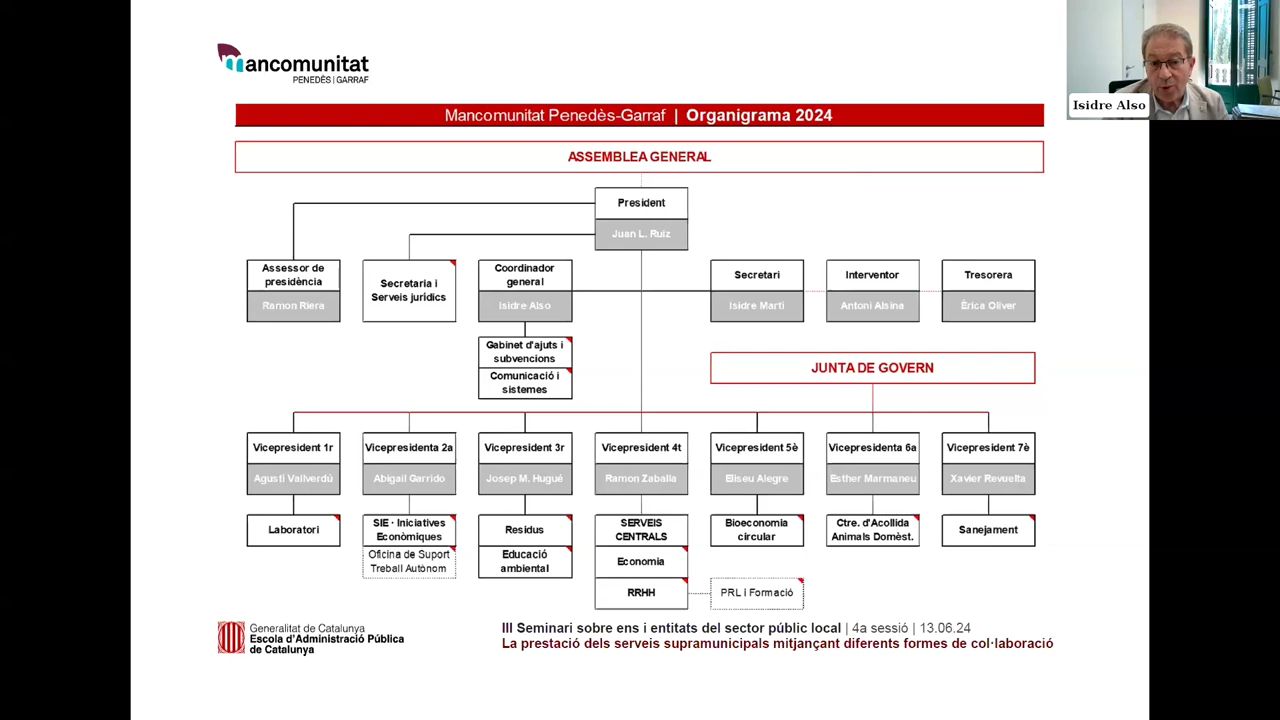 mancomunitat
PENEDÈS | GARRAF
Isidre Also
Mancomunitat Penedès-Garraf | Organigrama 2024
ASSEMBLEA GENERAL
President
Juan L. Ruiz
Assessor de
presidència
Ramon Riera
Secretaria i
Serveis jurídics
Coordinador
general
Isidre Also
Secretari
Isidre Martí
Interventor
Antoni Alsina
Tresorera
Èrica Oliver
Gabinet d'ajuts i
subvencions
Comunicació i
sistemes
JUNTA DE GOVERN
Vicepresident 1r
Agustí Vallverdú
Laboratori
Vicepresidenta 2a
Abigail Garrido
SIE · Iniciatives
Econòmiques
Oficina de Suport
Treball Autònom
Vicepresident 3r
Josep M. Hugué
Residus
Educació
ambiental
Vicepresident 4t
Ramon Zaballa
SERVEIS
CENTRALS
Economia
RRHH
PRL i Formació
Vicepresident 5è
Eliseu Alegre
Bioeconomia
circular
Vicepresidenta 6a
Esther Marmaneu
Ctre. d'Acollida
Animals Domèst.
Vicepresident 7è
Xavier Revuelta
Sanejament
Generalitat de Catalunya
Escola d'Administració Pública
de Catalunya
III Seminari sobre ens i entitats del sector públic local | 4a sessió | 13.06.24
La prestació dels serveis supramunicipals mitjançant diferents formes de col·laboració